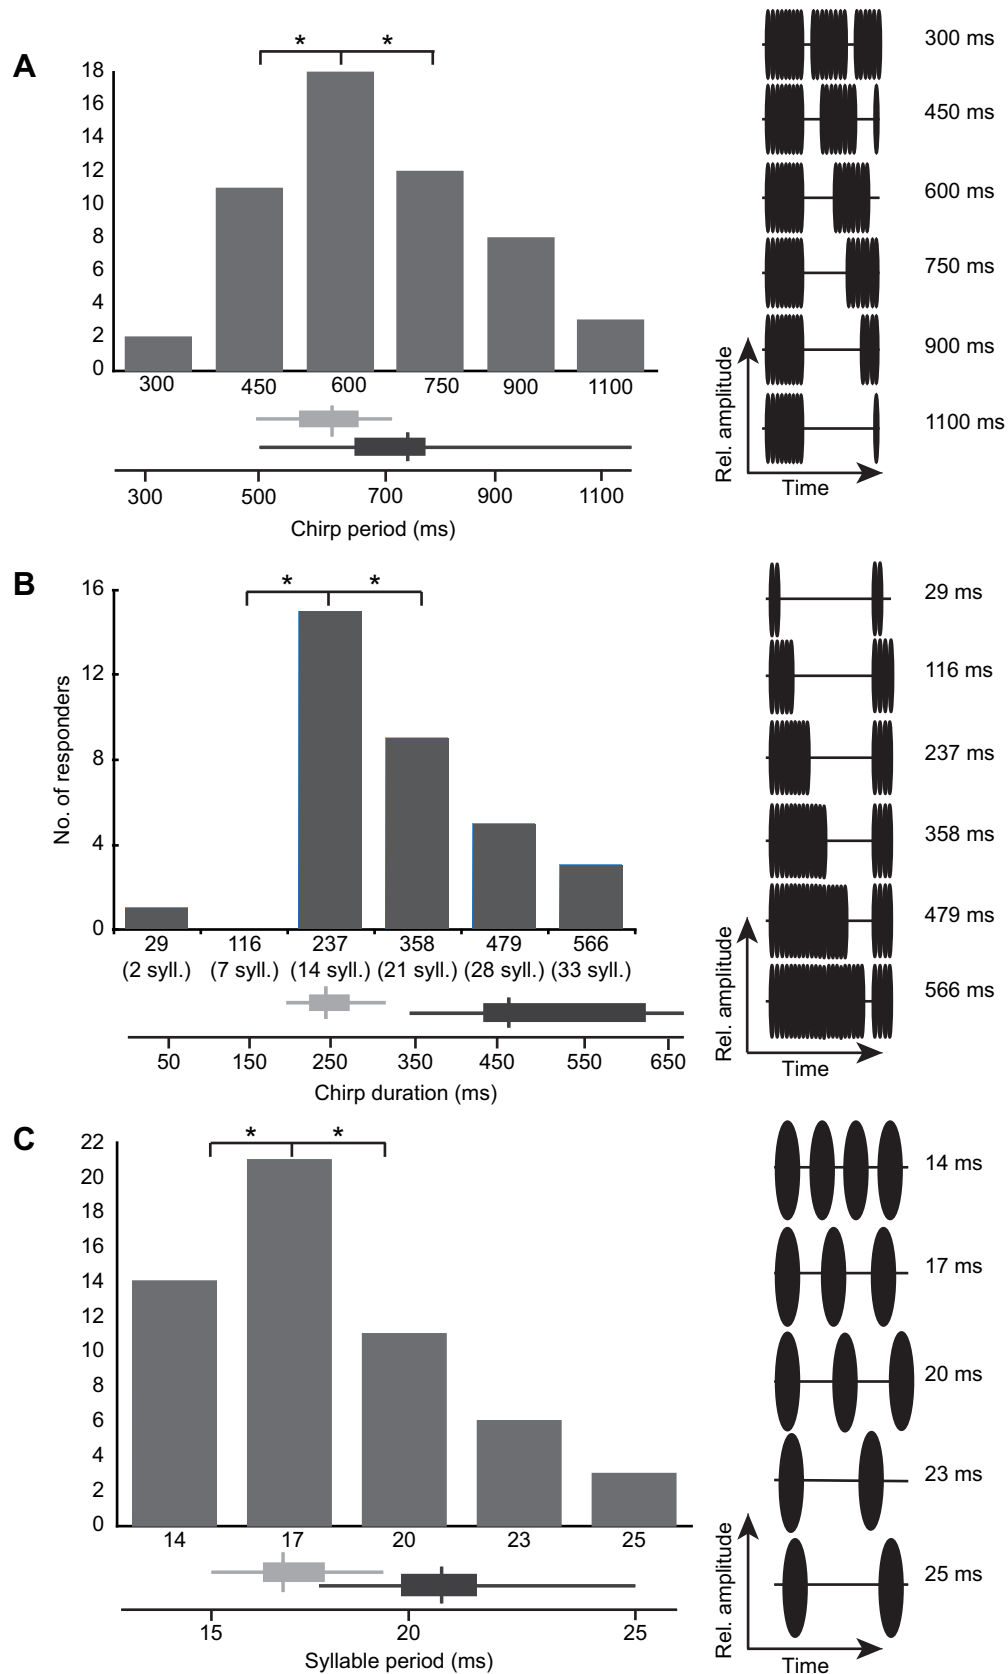 A
* *
18
16
14
12
10
8
6
4
2
0
300 450 600 750 900 1100
300 500 700 900 1100
Chirp period (ms)
300 ms
450 ms
600 ms
750 ms
900 ms
1100 ms
Rel. amplitude
Time
B
* *
16
12
8
4
0
No. of responders
29 116 237 358 479 566
(2 syll.) (7 syll.) (14 syll.) (21 syll.) (28 syll.) (33 syll.)
50 150 250 350 450 550 650
Chirp duration (ms)
29 ms
116 ms
237 ms
358 ms
479 ms
566 ms
Rel. amplitude
Time
C
* *
22
20
18
16
14
12
10
8
6
4
2
0
14 17 20 23 25
15 20 25
Syllable period (ms)
14 ms
17 ms
20 ms
23 ms
25 ms
Rel. amplitude
Time